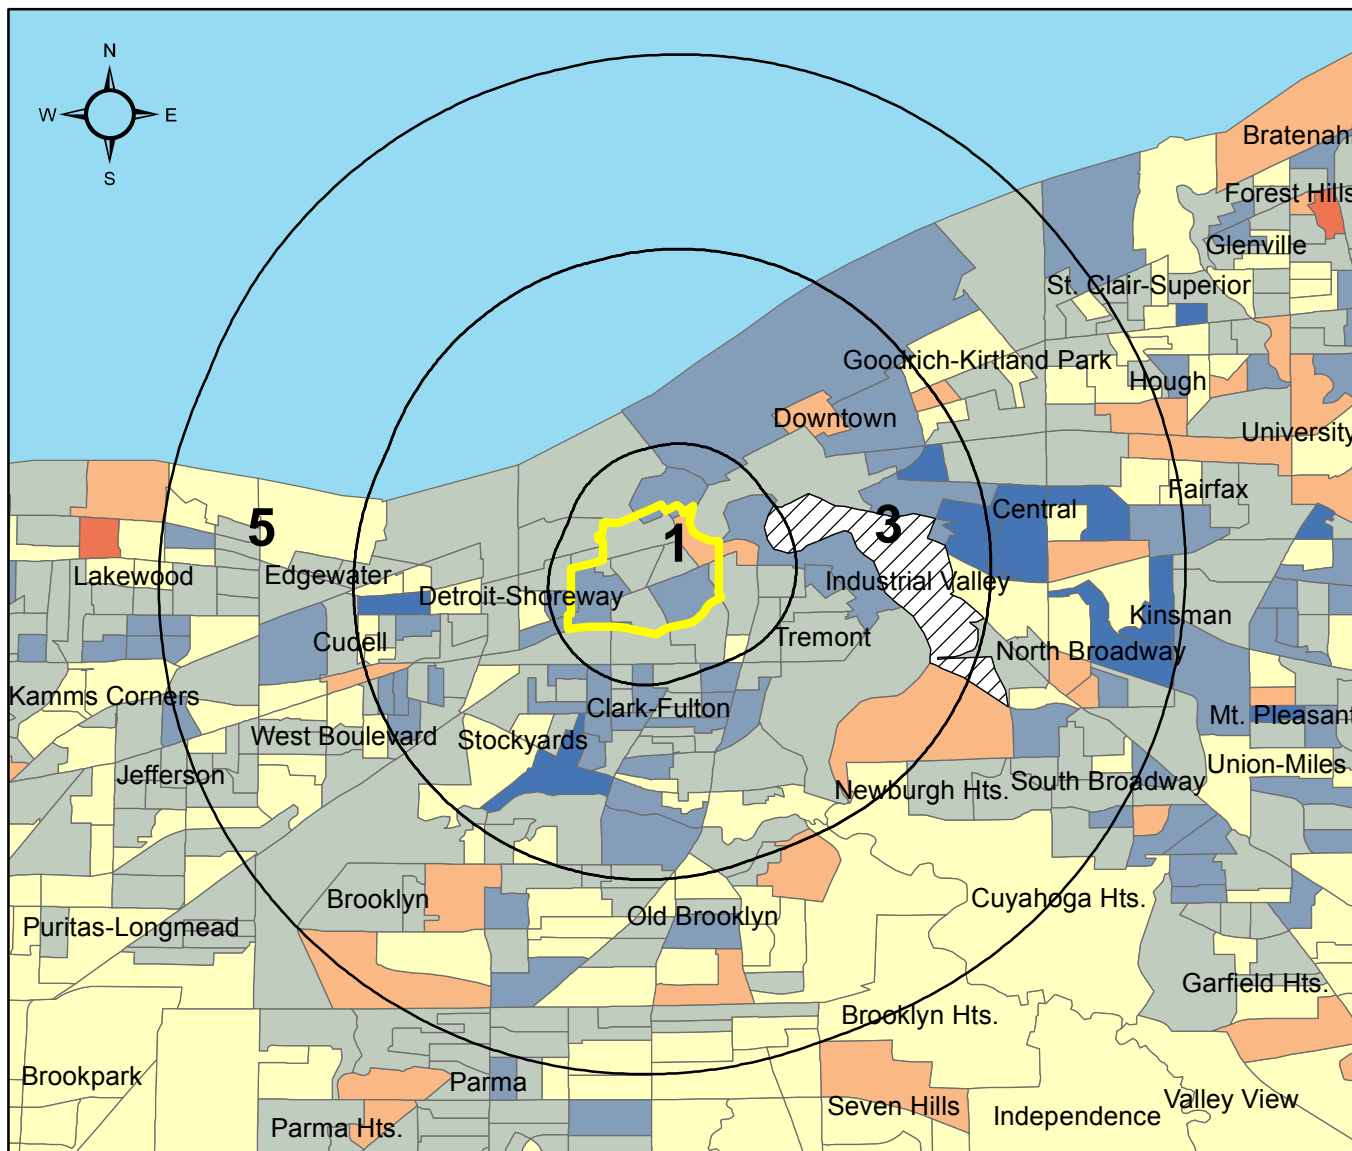 N
W
E
S
Bratenah
Forest Hills
Glenville
St. Clair-Superior
Goodrich-Kirtland Park
Hough
Downtown
University
Fairfax
Central
5
3
1
Lakewood
Edgewater
Detroit-Shoreway
Industrial Valley
Kinsman
Cudell
Tremont
North Broadway
Kamms Corners
Clark-Fulton
Mt. Pleasant
West Boulevard
Stockyards
Jefferson
Union-Miles
Newburgh Hts.
South Broadway
Brooklyn
Old Brooklyn
Cuyahoga Hts.
Puritas-Longmead
Garfield Hts.
Brooklyn Hts.
Brookpark
Parma
Seven Hills
Independence
Valley View
Parma Hts.